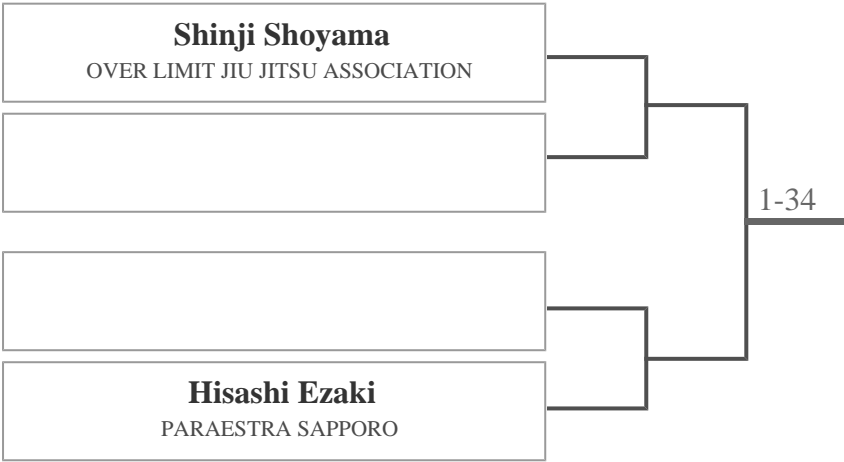 Shinji Shoyama
OVER LIMIT JIU JITSU ASSOCIATION
1-34
Hisashi Ezaki
PARAESTRA SAPPORO